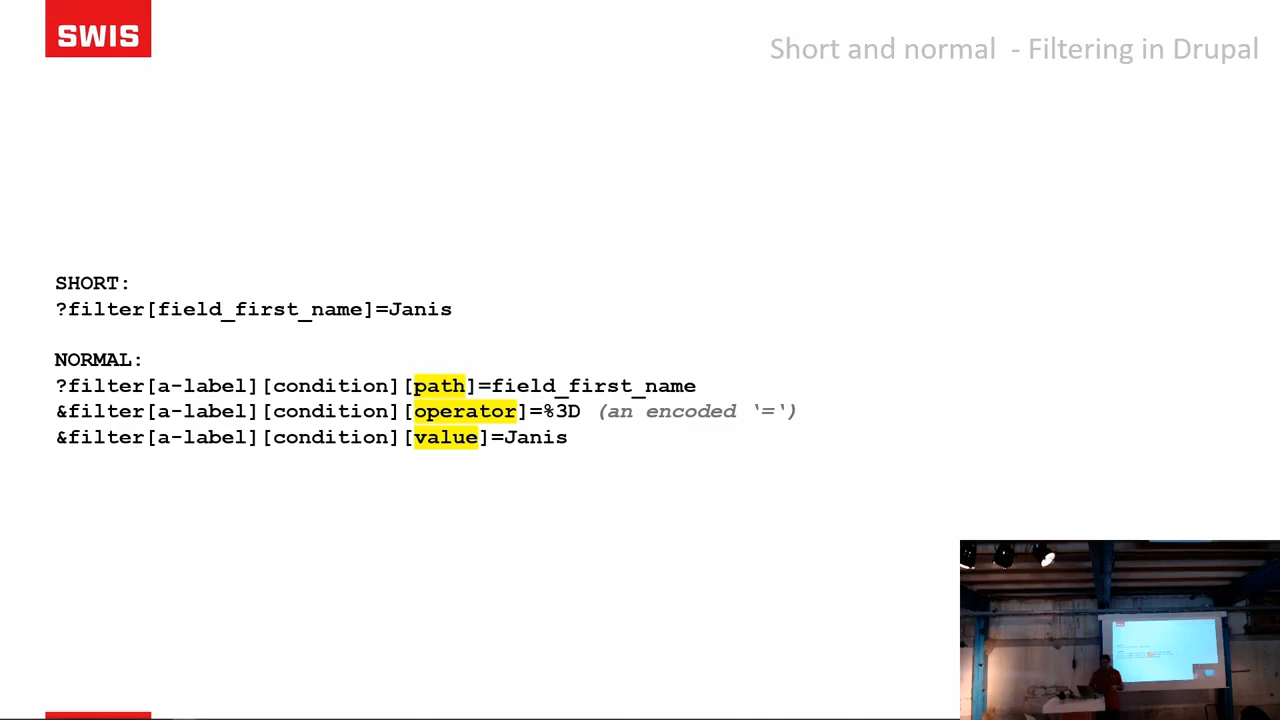 SWIS
Short and normal - Filtering in Drupal
SHORT:
?filter[field_first_name]=Janis
NORMAL:
?filter[a-label][condition][path]=field_first_name
&filter[a-label][condition][operator]=%3D (an encoded ‘=’)
&filter[a-label][condition][value]=Janis